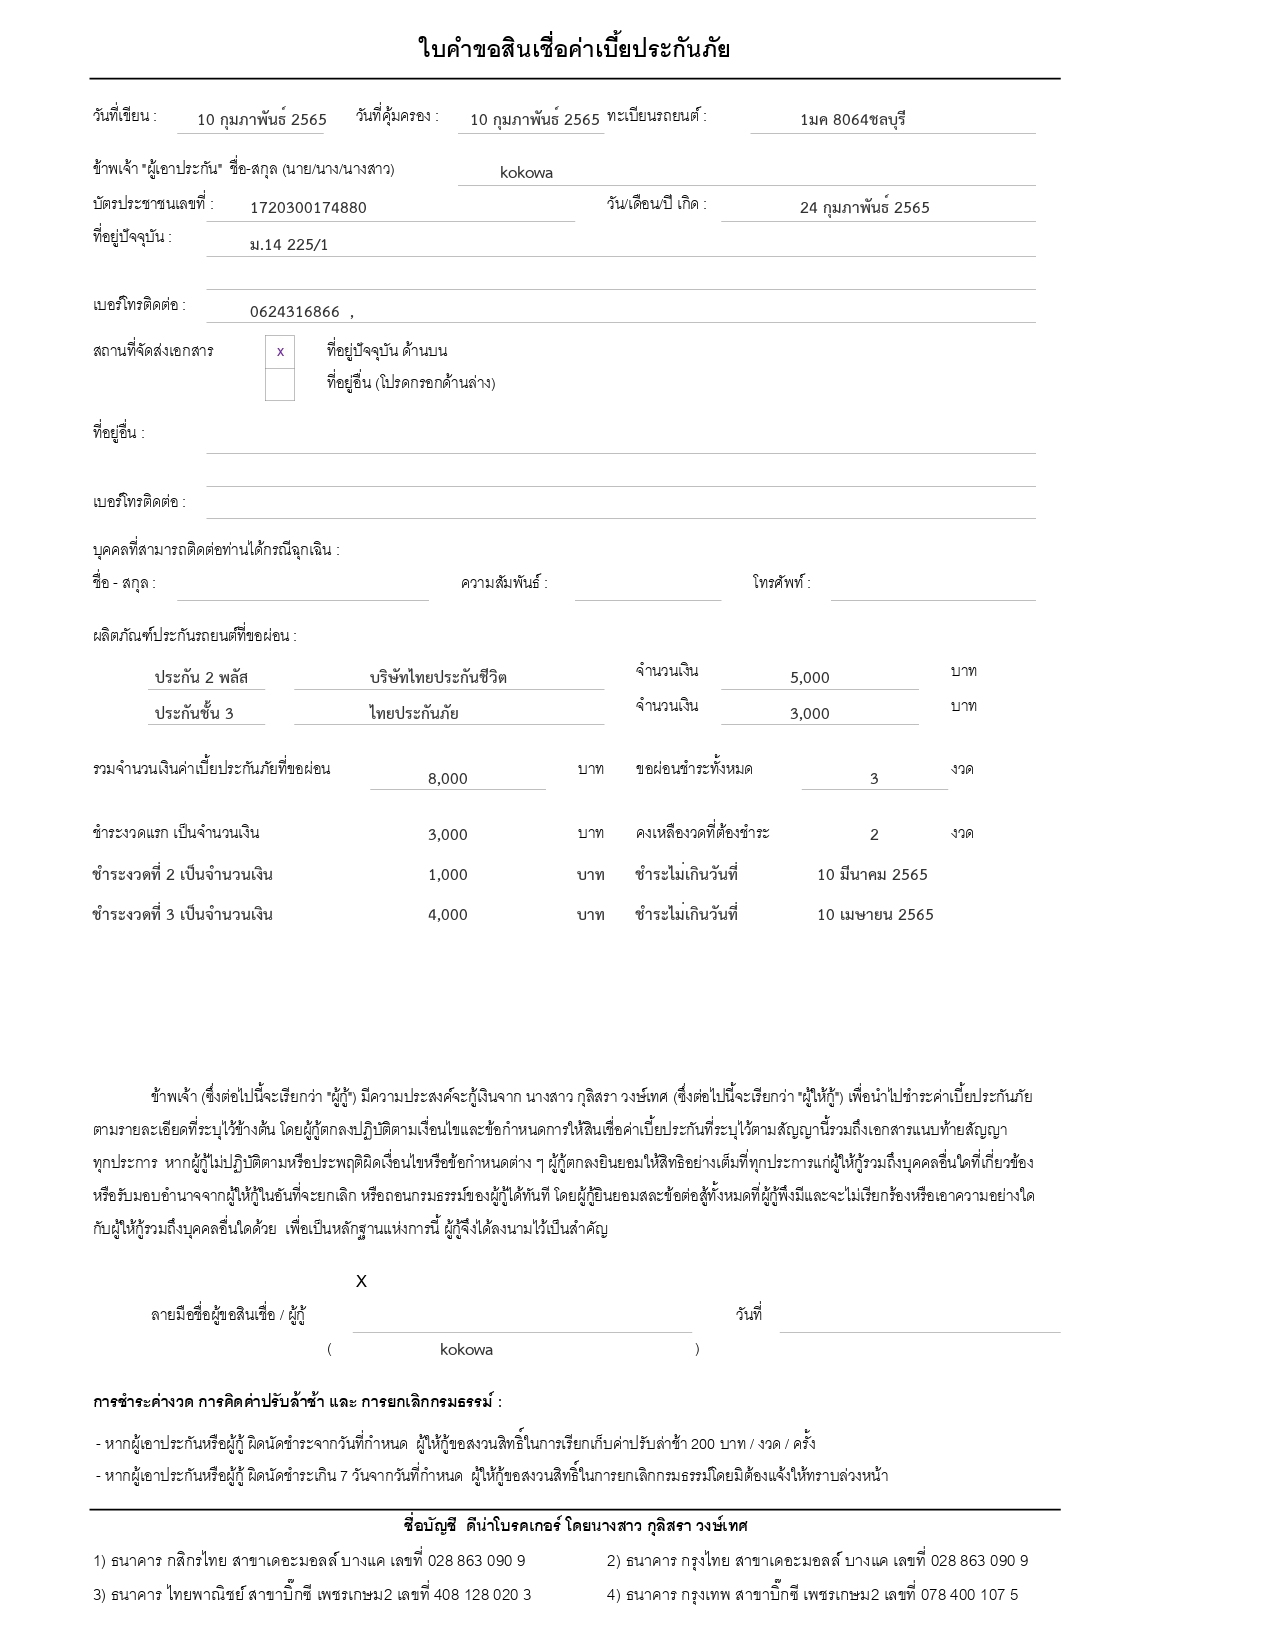 ใบคำขอสินเชื่อค่าเบี้ยประกันภัย
วันที่เขียน : 10 กุมภาพันธ์ 2565 วันที่คุ้มครอง : 10 กุมภาพันธ์ 2565 ทะเบียนรถยนต์ : 1มค 8064ชลบุรี
ข้าพเจ้า "ผู้เอาประกัน" ชื่อ-สกุล (นาย/นาง/นางสาว) kokowa
บัตรประชาชนเลขที่ : 1720300174880 วัน/เดือน/ปี เกิด : 24 กุมภาพันธ์ 2565
ที่อยู่ปัจจุบัน : ม.14 225/1
เบอร์โทรติดต่อ : 0624316866 ,
สถานที่จัดส่งเอกสาร x ที่อยู่ปัจจุบัน ด้านบน
ที่อยู่อื่น (โปรดกรอกด้านล่าง)
ที่อยู่อื่น :
เบอร์โทรติดต่อ :
บุคคลที่สามารถติดต่อท่านได้กรณีฉุกเฉิน :
ชื่อ - สกุล : ความสัมพันธ์ : โทรศัพท์ :
ผลิตภัณฑ์ประกันรถยนต์ที่ขอผ่อน :
ประกัน 2 พลัส บริษัทไทยประกันชีวิต จำนวนเงิน 5,000 บาท
ประกันชั้น 3 ไทยประกันภัย จำนวนเงิน 3,000 บาท
รวมจำนวนเงินค่าเบี้ยประกันภัยที่ขอผ่อน 8,000 บาท ขอผ่อนชำระทั้งหมด 3 งวด
ชำระงวดแรก เป็นจำนวนเงิน 3,000 บาท คงเหลืองวดที่ต้องชำระ 2 งวด
ชำระงวดที่ 2 เป็นจำนวนเงิน 1,000 บาท ชำระไม่เกินวันที่ 10 มีนาคม 2565
ชำระงวดที่ 3 เป็นจำนวนเงิน 4,000 บาท ชำระไม่เกินวันที่ 10 เมษายน 2565
ข้าพเจ้า (ซึ่งต่อไปนี้จะเรียกว่า "ผู้กู้") มีความประสงค์จะกู้เงินจาก นางสาว กุลิสรา วงษ์เทศ (ซึ่งต่อไปนี้จะเรียกว่า "ผู้ให้กู้") เพื่อนำไปชำระค่าเบี้ยประกันภัย
ตามรายละเอียดที่ระบุไว้ข้างต้น โดยผู้กู้ตกลงปฏิบัติตามเงื่อนไขและข้อกำหนดการให้สินเชื่อค่าเบี้ยประกันที่ระบุไว้ตามสัญญานี้รวมถึงเอกสารแนบท้ายสัญญา
ทุกประการ หากผู้กู้ไม่ปฏิบัติตามหรือประพฤติผิดเงื่อนไขหรือข้อกำหนดต่าง ๆ ผู้กู้ตกลงยินยอมให้สิทธิอย่างเต็มที่ทุกประการแก่ผู้ให้กู้รวมถึงบุคคลอื่นใดที่เกี่ยวข้อง
หรือรับมอบอำนาจจากผู้ให้กู้ในอันที่จะยกเลิก หรือถอนกรมธรรม์ของผู้กู้ได้ทันที โดยผู้กู้ยินยอมสละข้อต่อสู้ทั้งหมดที่ผู้กู้พึงมีและจะไม่เรียกร้องหรือเอาความอย่างใด
กับผู้ให้กู้รวมถึงบุคคลอื่นใดด้วย เพื่อเป็นหลักฐานแห่งการนี้ ผู้กู้จึงได้ลงนามไว้เป็นสำคัญ
X
ลายมือชื่อผู้ขอสินเชื่อ / ผู้กู้ วันที่
( kokowa )
การชำระค่างวด การคิดค่าปรับล้าช้า และ การยกเลิกกรมธรรม์ :
- หากผู้เอาประกันหรือผู้กู้ ผิดนัดชำระจากวันที่กำหนด ผู้ให้กู้ขอสงวนสิทธิ์ในการเรียกเก็บค่าปรับล่าช้า 200 บาท / งวด / ครั้ง
- หากผู้เอาประกันหรือผู้กู้ ผิดนัดชำระเกิน 7 วันจากวันที่กำหนด ผู้ให้กู้ขอสงวนสิทธิ์ในการยกเลิกกรมธรรม์โดยมิต้องแจ้งให้ทราบล่วงหน้า
ชื่อบัญชี ดีน่าโบรคเกอร์ โดยนางสาว กุลิสรา วงษ์เทศ
1) ธนาคาร กสิกรไทย สาขาเดอะมอลล์ บางแค เลขที่ 028 863 090 9 2) ธนาคาร กรุงไทย สาขาเดอะมอลล์ บางแค เลขที่ 028 863 090 9
3) ธนาคาร ไทยพาณิชย์ สาขาบิ๊กซี เพชรเกษม2 เลขที่ 408 128 020 3 4) ธนาคาร กรุงเทพ สาขาบิ๊กซี เพชรเกษม2 เลขที่ 078 400 107 5